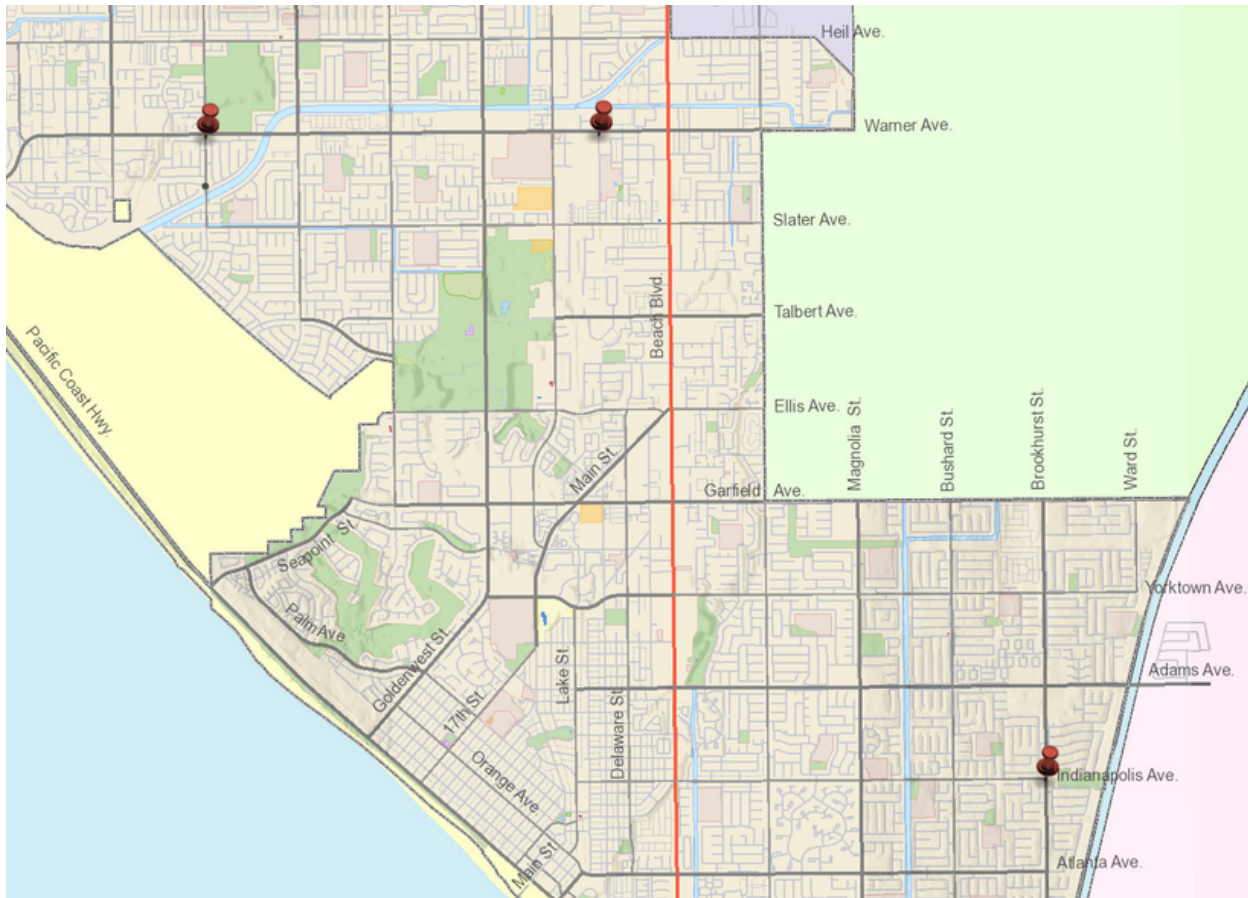 Heil Ave.
Warner Ave.
Slater Ave.
Beach Blvd.
Talbert Ave.
Pacific Coast Hwy.
Ellis Ave.
Magnolia St.
Bushard St.
Brookhurst St.
Ward St.
Main St.
Garfield Ave.
Seapoint St.
Yorktown Ave.
Palm Ave
Goldenwest St.
17th St.
Lake St.
Delaware St
Adams Ave.
Orange Ave
Indianapolis Ave.
Main St.
Atlanta Ave.